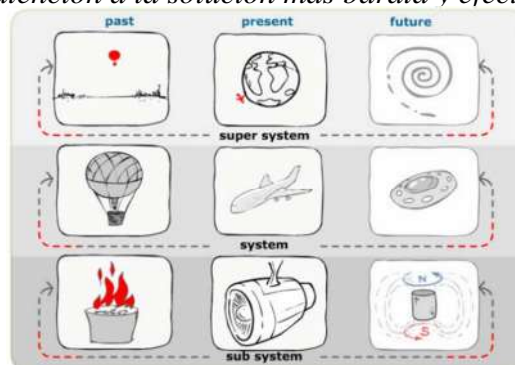 atención a la solución más barata y efec
past present future
super system
system
N
S
sub system